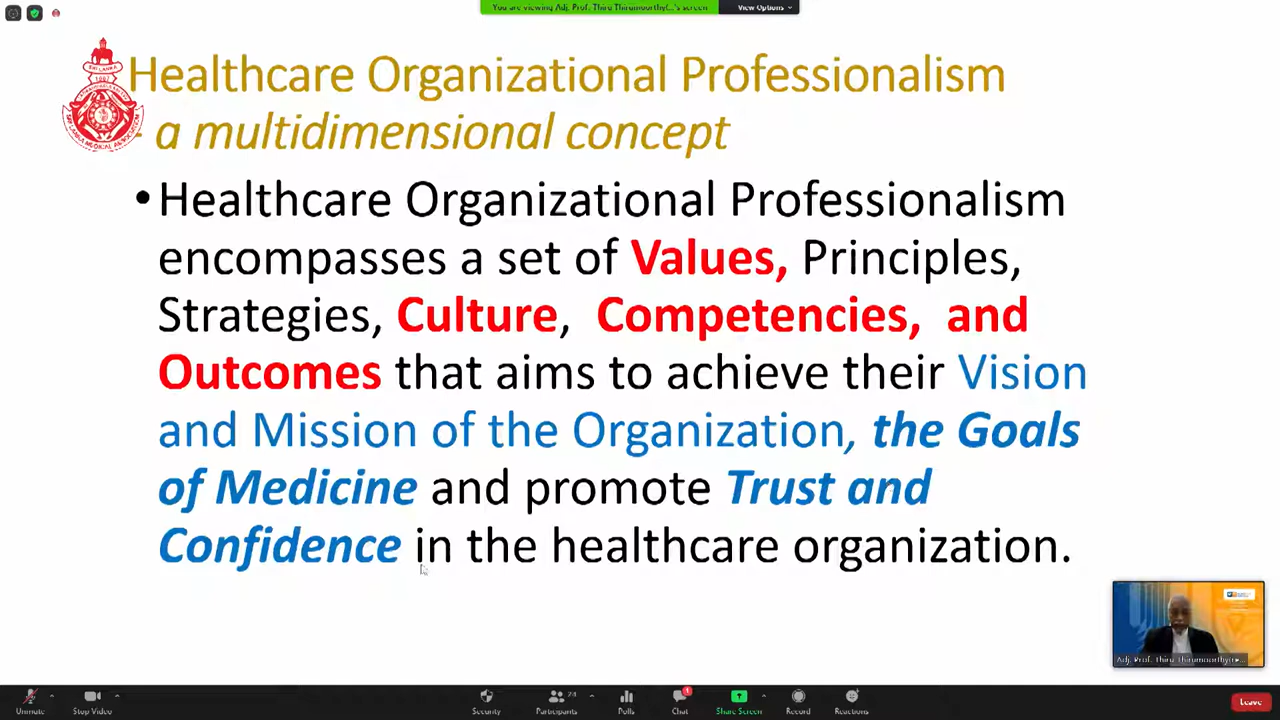 You are viewing Adj. Prof. Thiru Thirumoorthy(...'s screen
View Options
Healthcare Organizational Professionalism
- a multidimensional concept
•Healthcare Organizational Professionalism
encompasses a set of Values, Principles,
Strategies, Culture, Competencies, and
Outcomes that aims to achieve their Vision
and Mission of the Organization, the Goals
of Medicine and promote Trust and
Confidence in the healthcare organization.
Adj. Prof. Thiru Thirumoorthy(re...
Unmute
Stop Video
Security
Participants
Polls
Chat
1
Share Screen
Record
Reactions
Leave